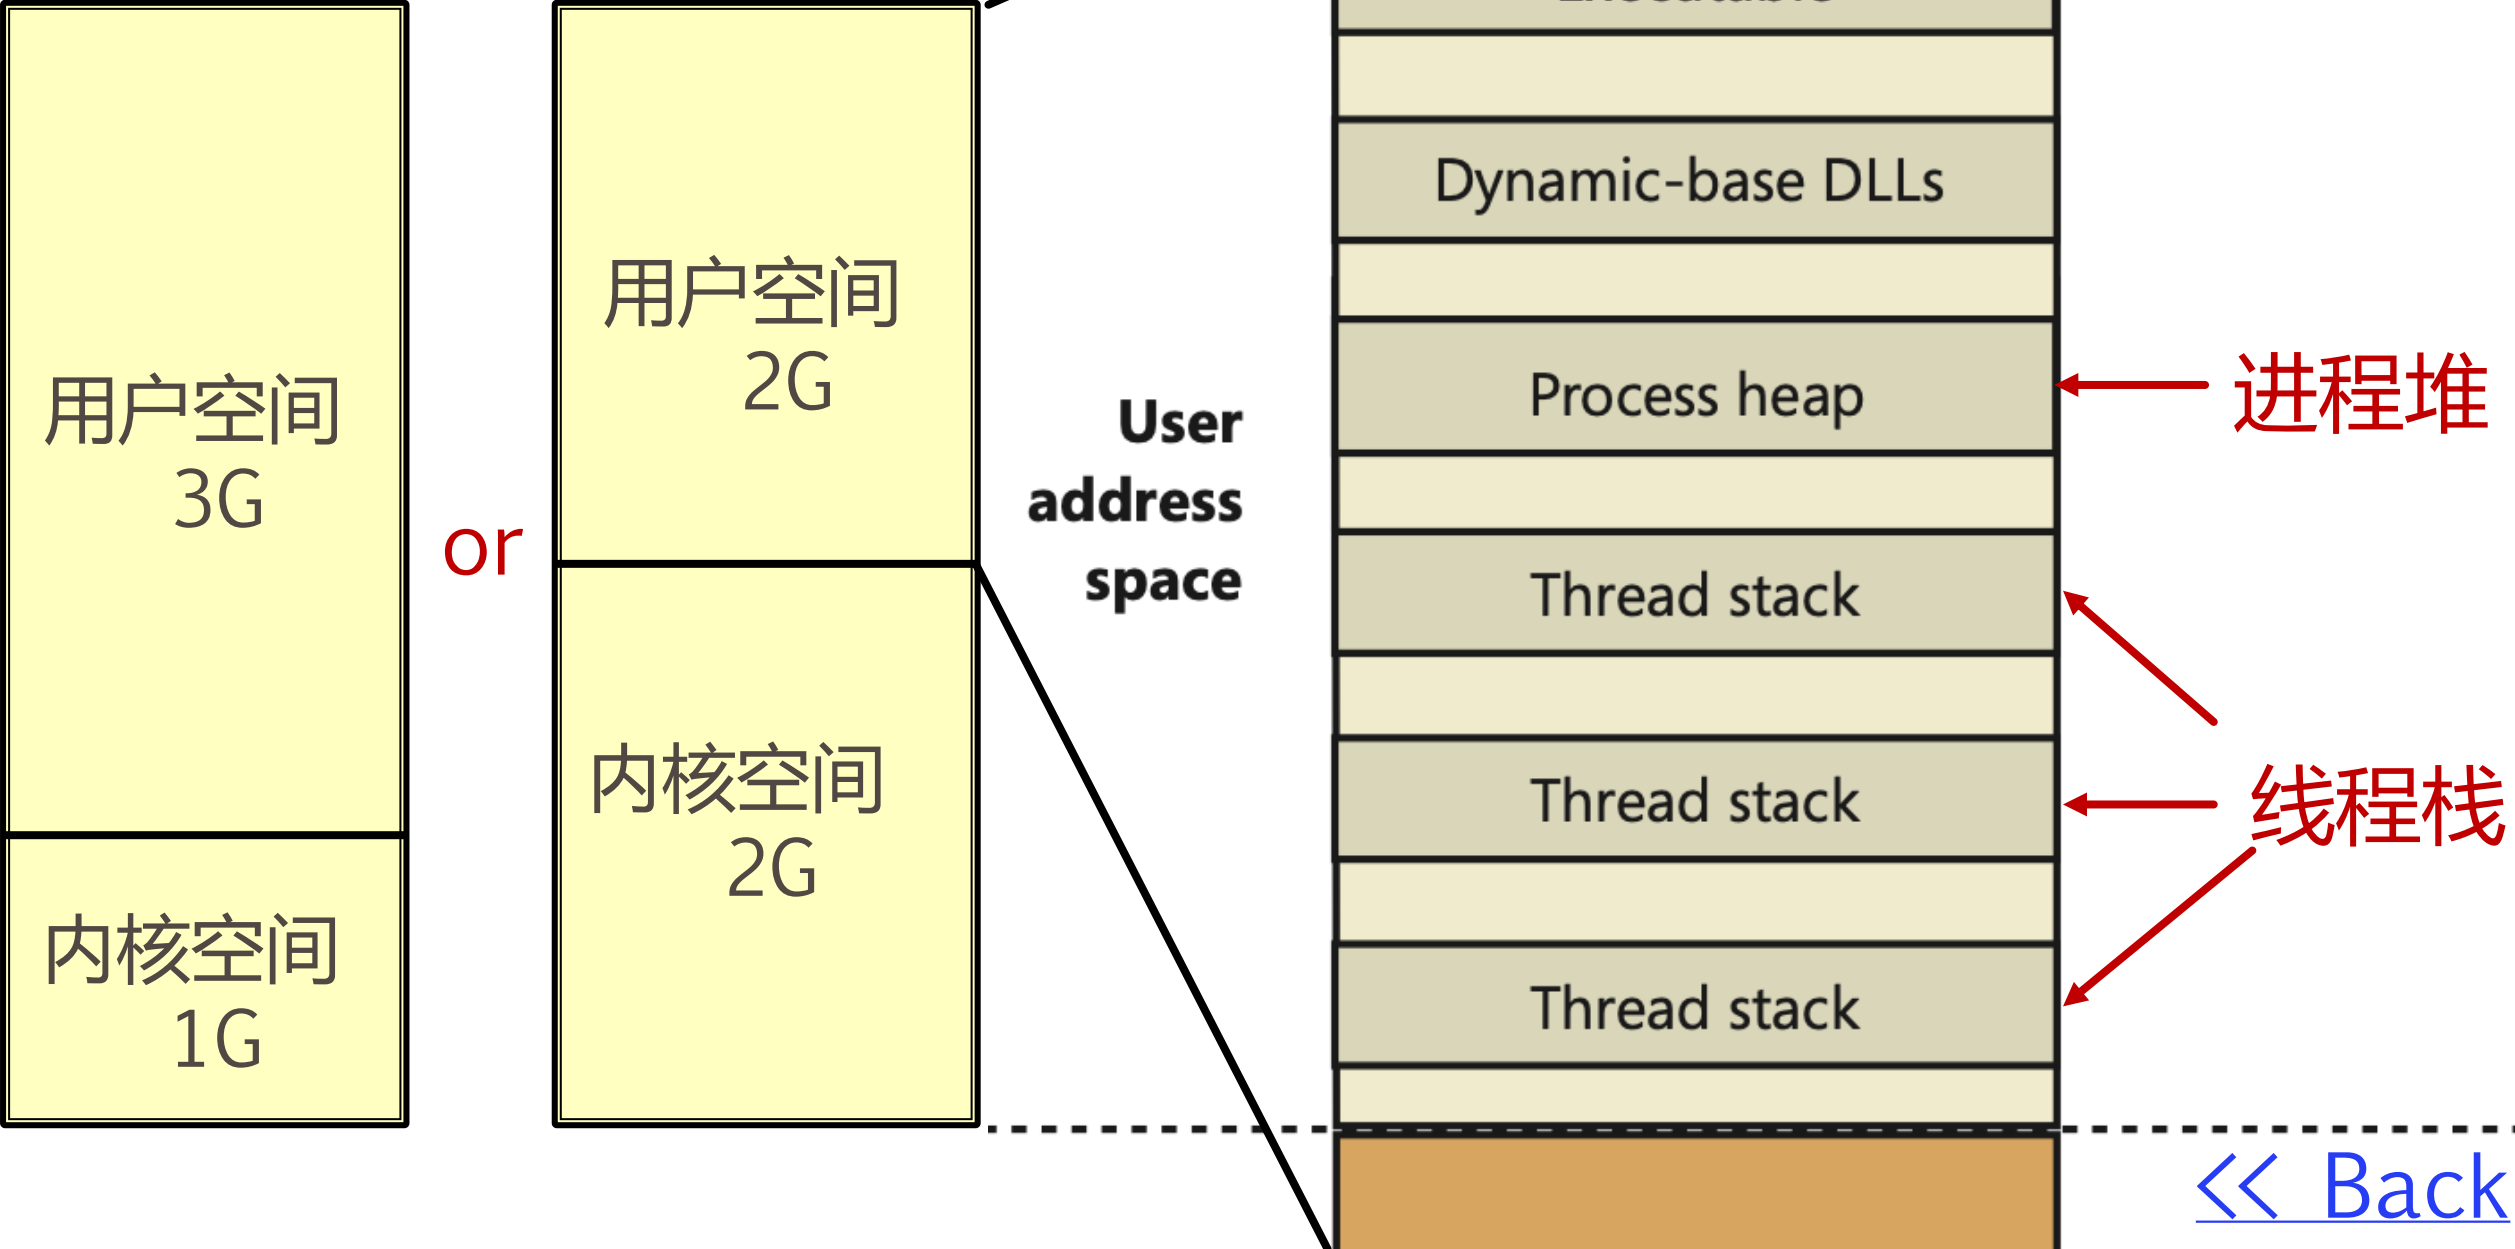 用户空间
3G
内核空间
1G
or
用户空间
2G
内核空间
2G
User
address
space
Dynamic-base DLLs
Process heap
Thread stack
Thread stack
Thread stack
进程堆
线程栈
<< Back